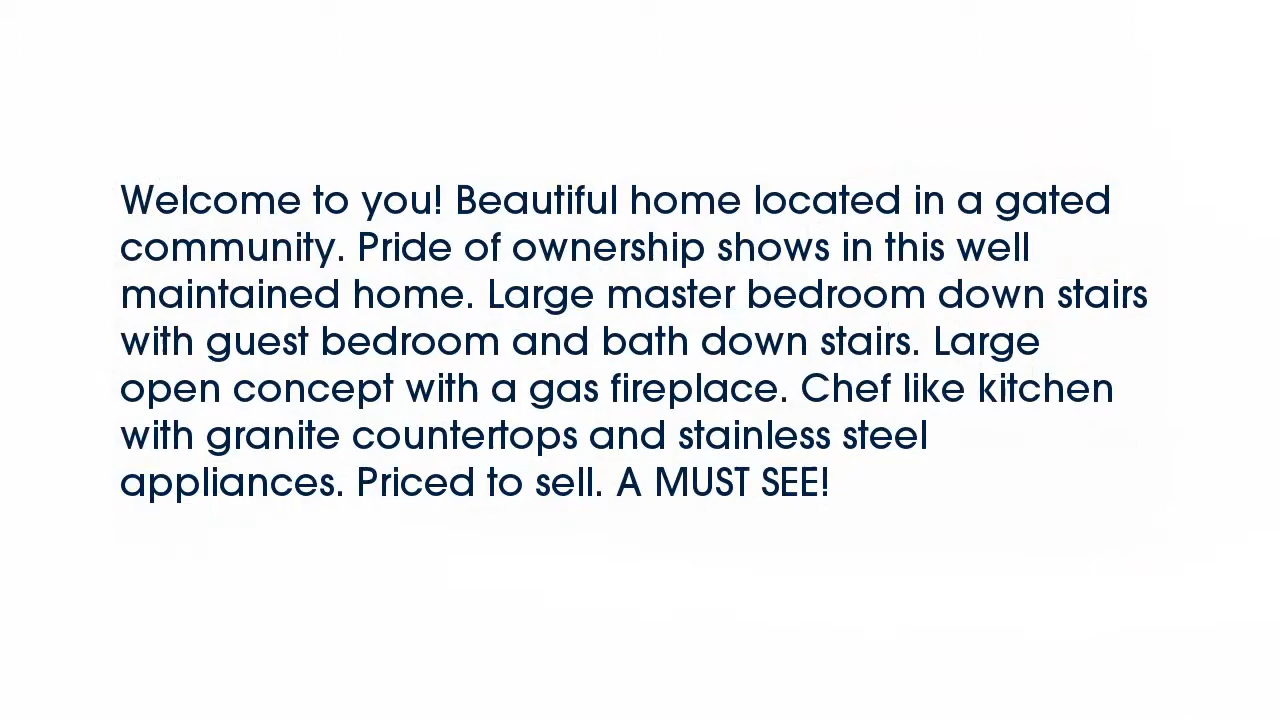 Welcome to you! Beautiful home located in a gated
community. Pride of ownership shows in this well
maintained home. Large master bedroom down stairs
with guest bedroom and bath down stairs. Large
open concept with a gas fireplace. Chef like kitchen
with granite countertops and stainless steel
appliances. Priced to sell. A MUST SEE!